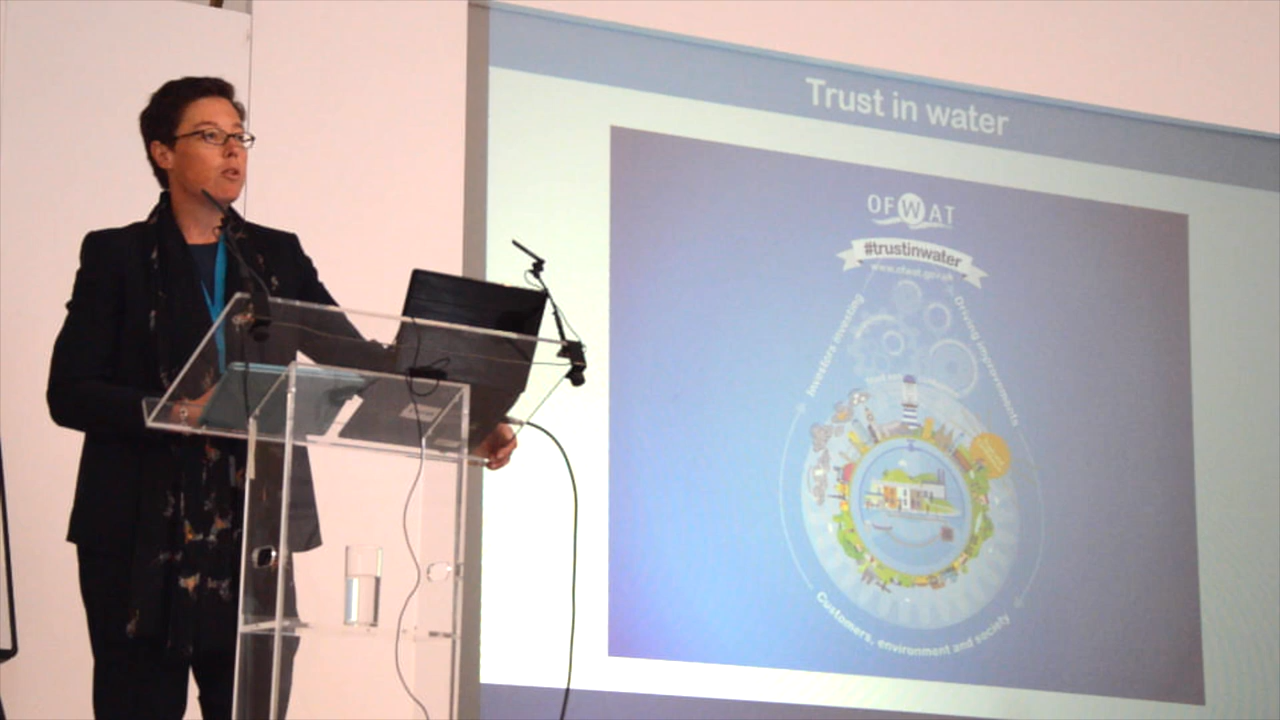 Trust in water
OFWAT
#trustinwater
www.ofwat.gov.uk
Investors investing
Driving improvements
Customers, environment and society